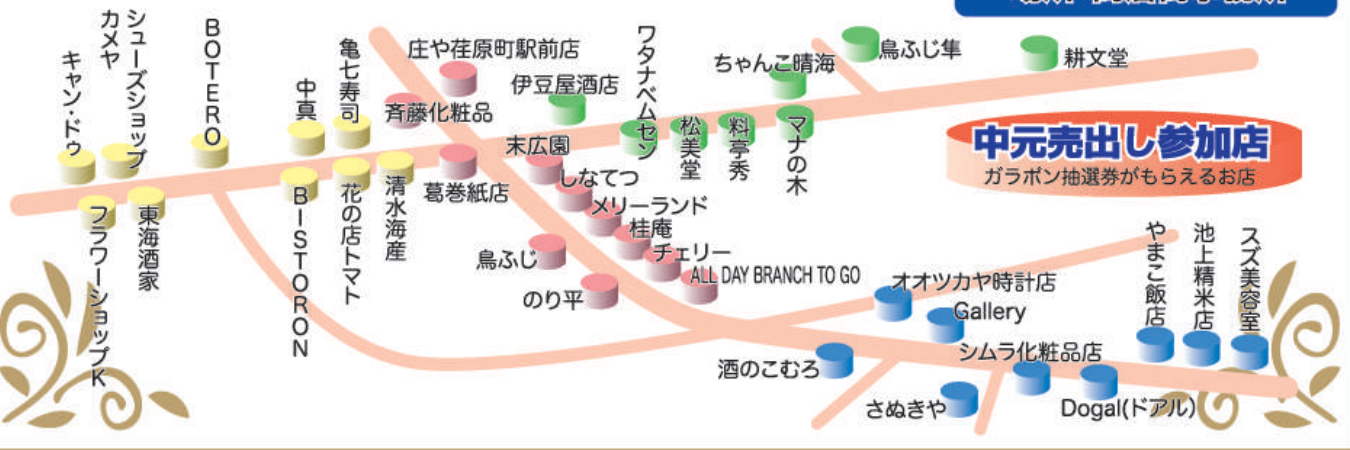 キャン・ドゥ
シューズショップ
カメヤ
BOTERO
中真
亀七寿司
庄や荏原町駅前店
斉藤化粧品
伊豆屋酒店
ワタナベムセン
松美堂
料亭秀
マナの木
ちゃんこ晴海
鳥ふじ隼
耕文堂
中元売出し参加店
ガラポン抽選券がもらえるお店
フラワーショップK
東海酒家
BISTORON
花の店トマト
清水海産
葛巻紙店
末広園
しなてつ
メリーランド
桂庵
チェリー
ALL DAY BRANCH TO GO
鳥ふじ
のり平
オオツカヤ時計店
Gallery
シムラ化粧品店
やまこ飯店
池上精米店
スズ美容室
酒のこむろ
さぬきや
Dogal(ドアル)